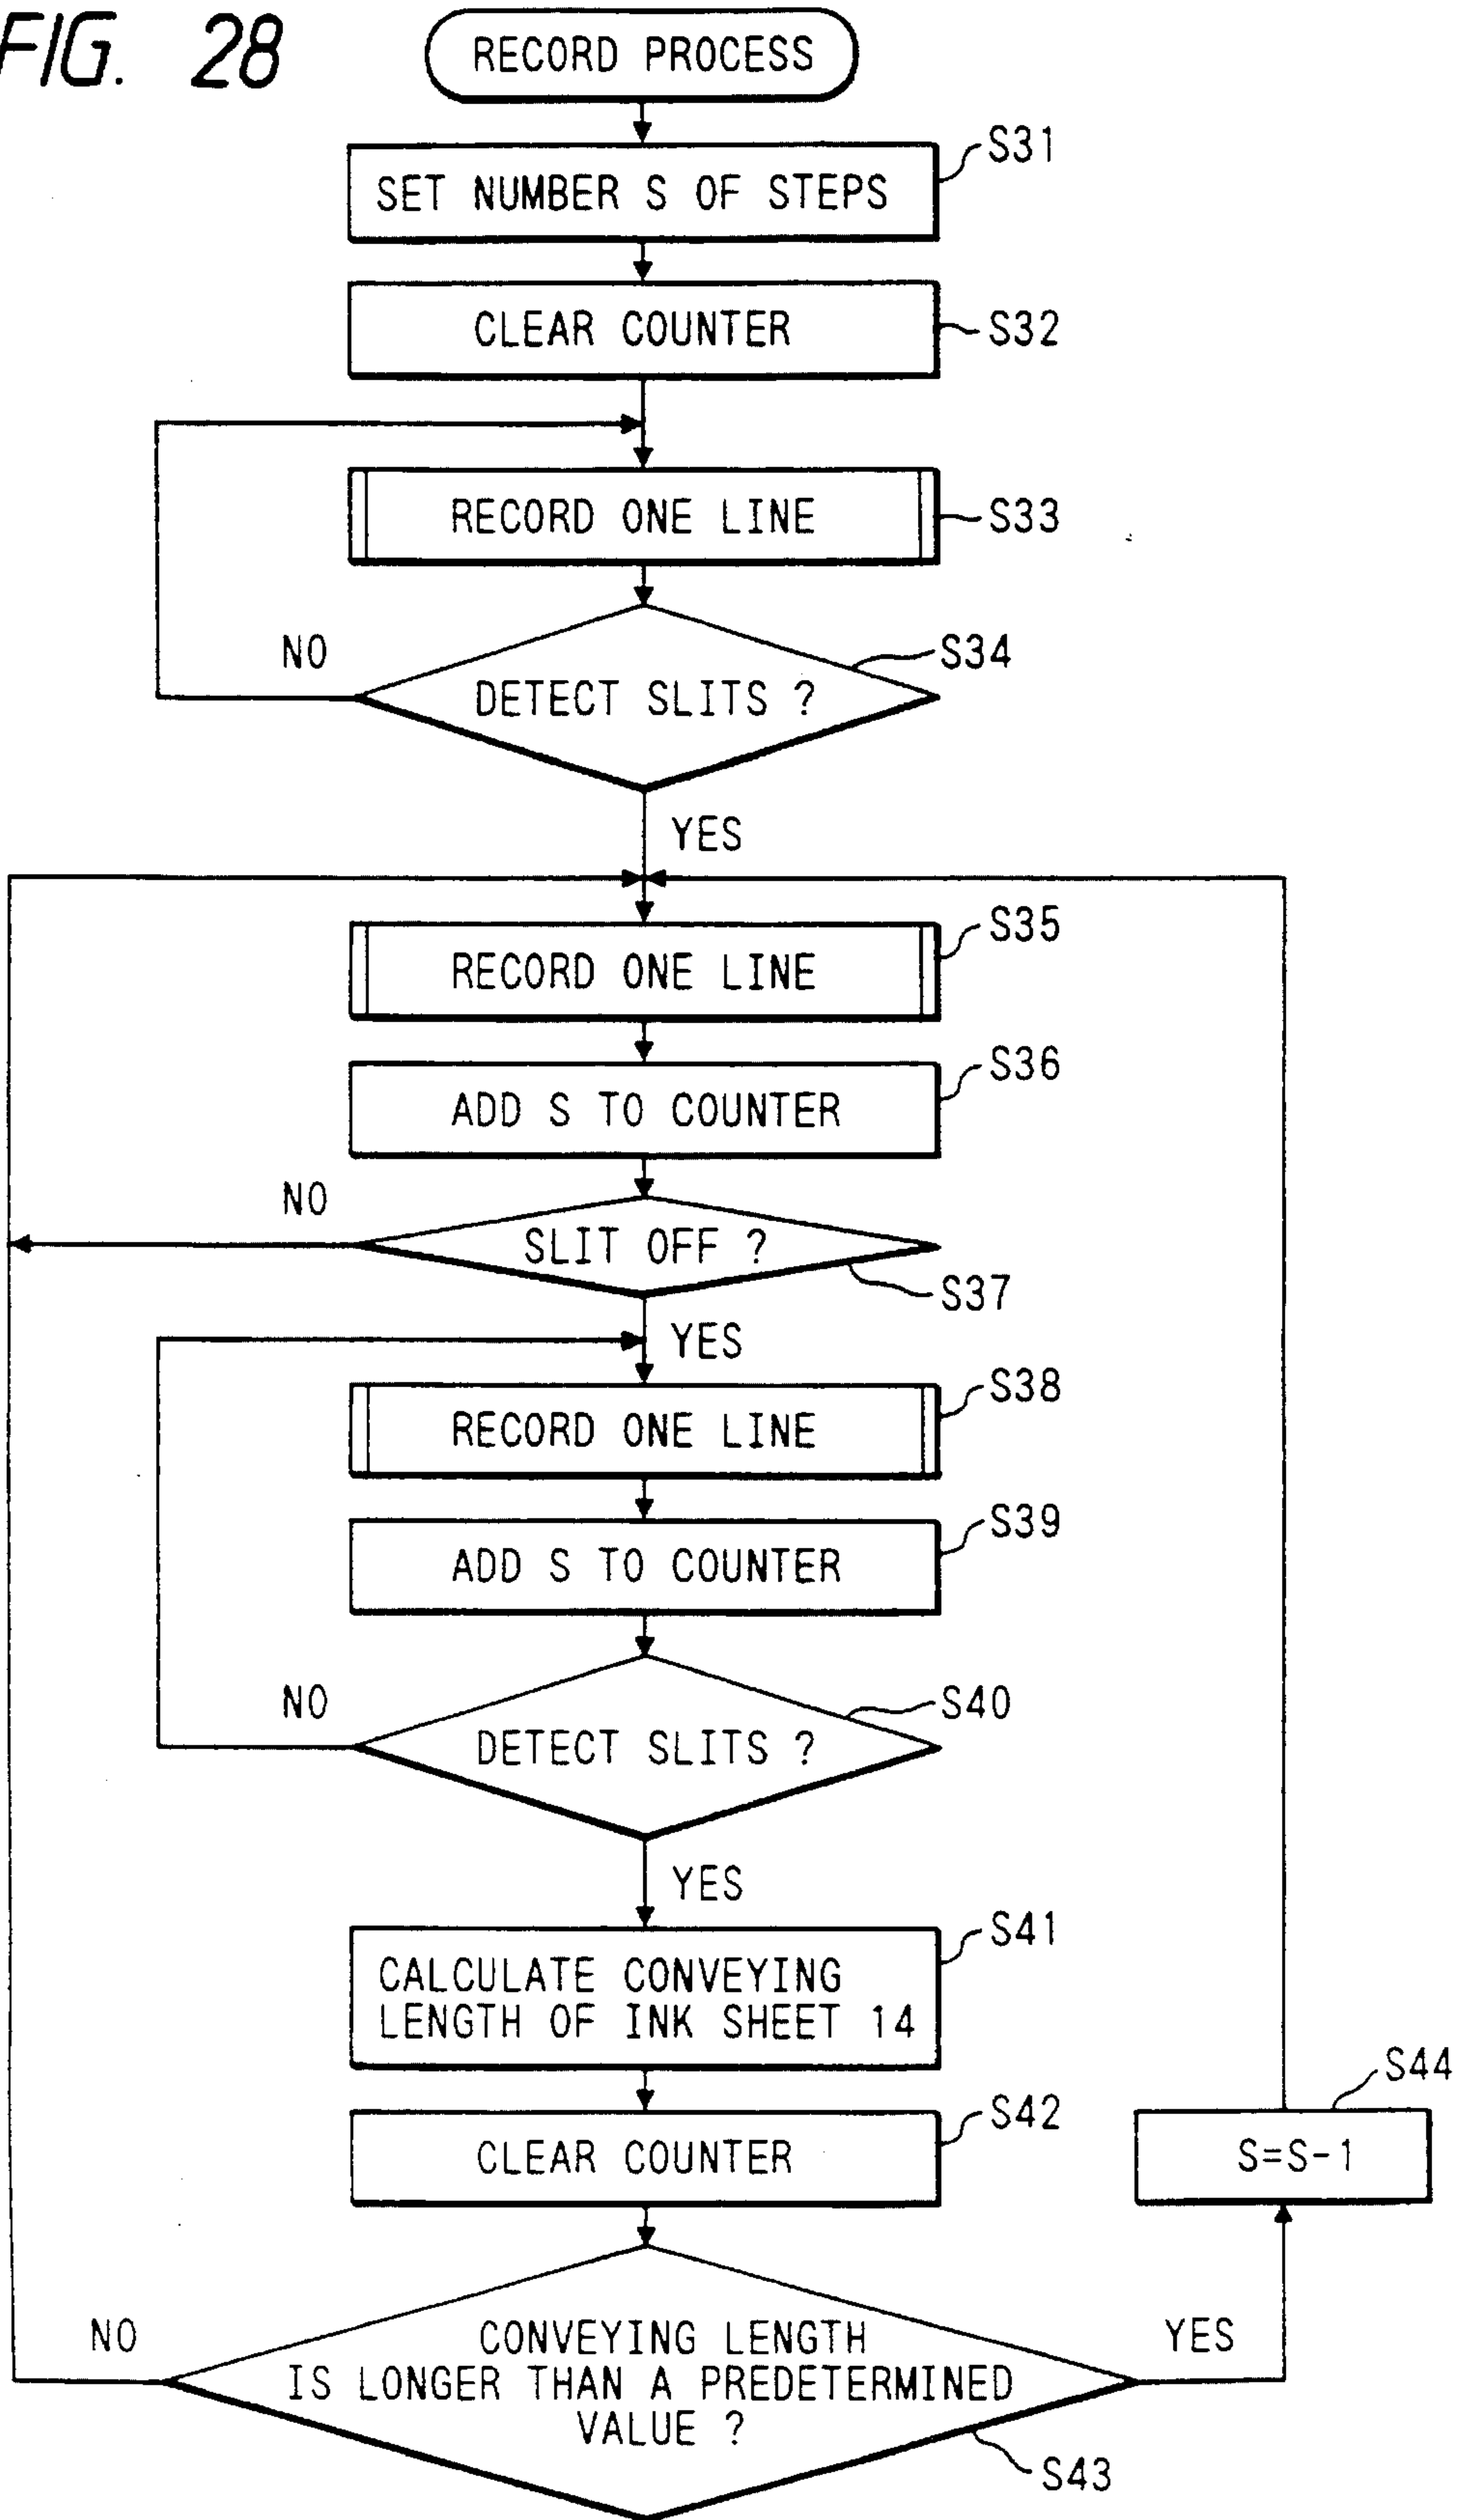 FIG. 28
RECORD PROCESS
S31
SET NUMBER S OF STEPS
CLEAR COUNTER
S32
RECORD ONE LINE
S33
NO
S34
DETECT SLITS ?
YES
S35
RECORD ONE LINE
S36
ADD S TO COUNTER
NO
SLIT OFF ?
S37
YES
S38
RECORD ONE LINE
S39
ADD S TO COUNTER
NO
S40
DETECT SLITS ?
YES
S41
CALCULATE CONVEYING
LENGTH OF INK SHEET 14
S42
CLEAR COUNTER
S44
S=S-1
NO
CONVEYING LENGTH
IS LONGER THAN A PREDETERMINED
VALUE ?
YES
S43